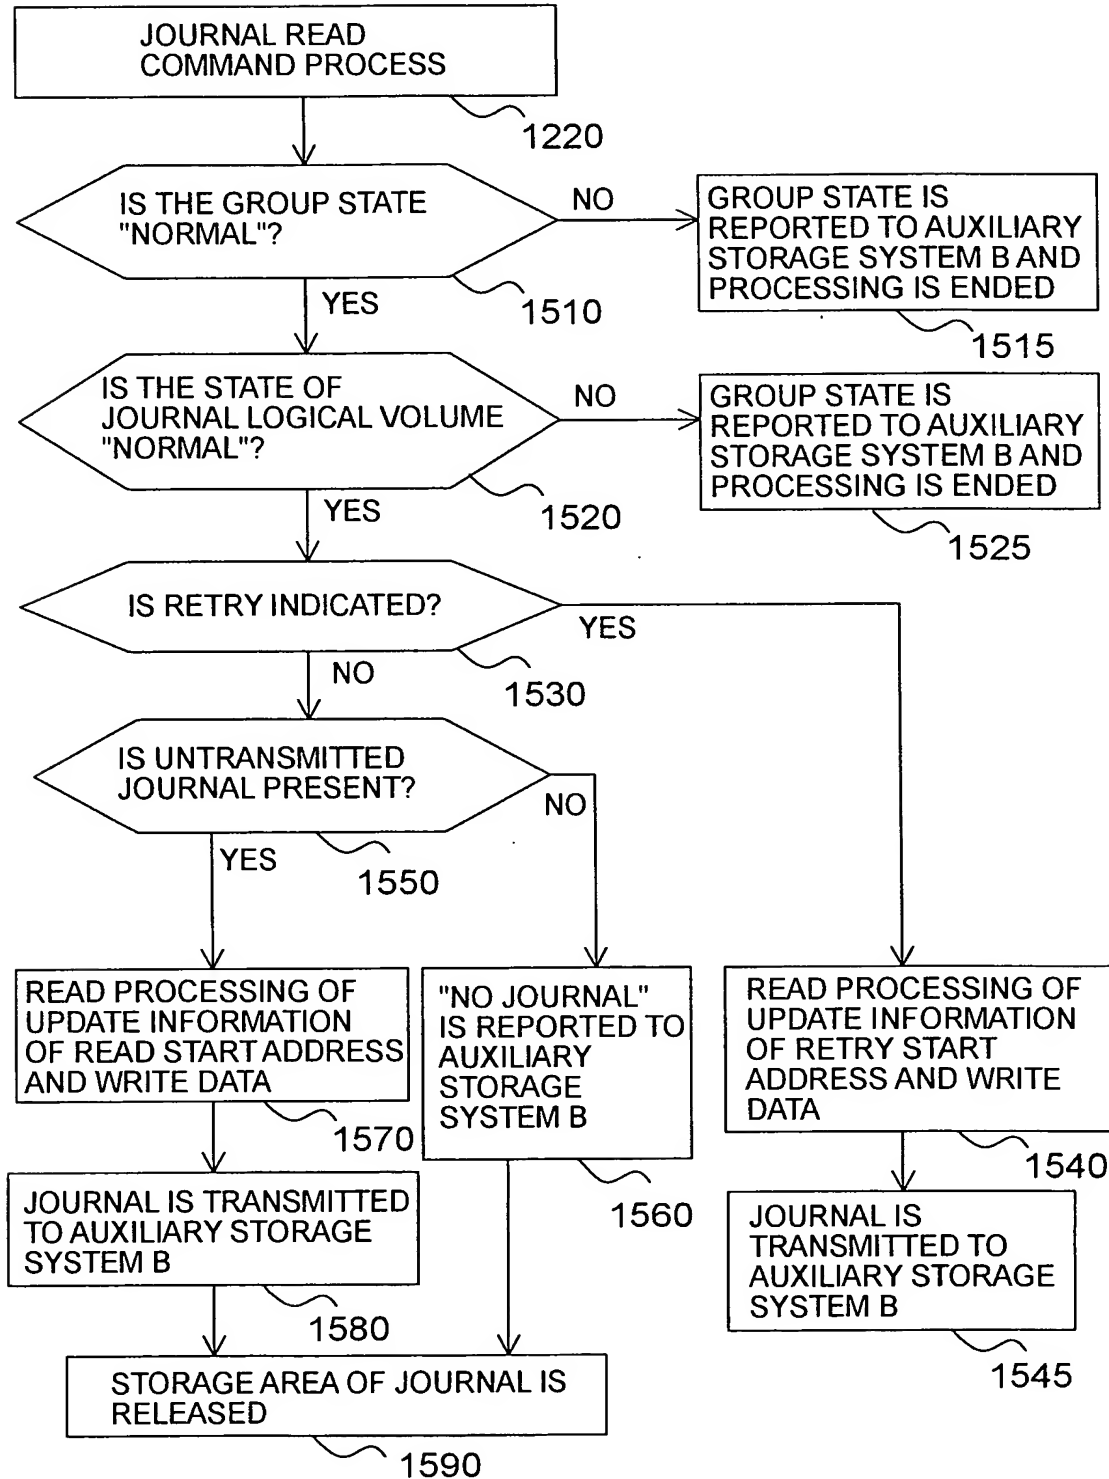 JOURNAL READ
COMMAND PROCESS
1220
IS THE GROUP STATE
"NORMAL"?
NO
GROUP STATE IS
REPORTED TO AUXILIARY
STORAGE SYSTEM B AND
PROCESSING IS ENDED
YES
1510
1515
IS THE STATE OF
JOURNAL LOGICAL VOLUME
"NORMAL"?
NO
GROUP STATE IS
REPORTED TO AUXILIARY
STORAGE SYSTEM B AND
PROCESSING IS ENDED
YES
1520
1525
IS RETRY INDICATED?
YES
NO
1530
IS UNTRANSMITTED
JOURNAL PRESENT?
NO
YES
1550
READ PROCESSING OF
UPDATE INFORMATION
OF READ START ADDRESS
AND WRITE DATA
1570
"NO JOURNAL"
IS REPORTED TO
AUXILIARY
STORAGE
SYSTEM B
1560
READ PROCESSING OF
UPDATE INFORMATION
OF RETRY START
ADDRESS AND WRITE
DATA
1540
JOURNAL IS TRANSMITTED
TO AUXILIARY STORAGE
SYSTEM B
1580
JOURNAL IS
TRANSMITTED TO
AUXILIARY STORAGE
SYSTEM B
1545
STORAGE AREA OF JOURNAL IS
RELEASED
1590